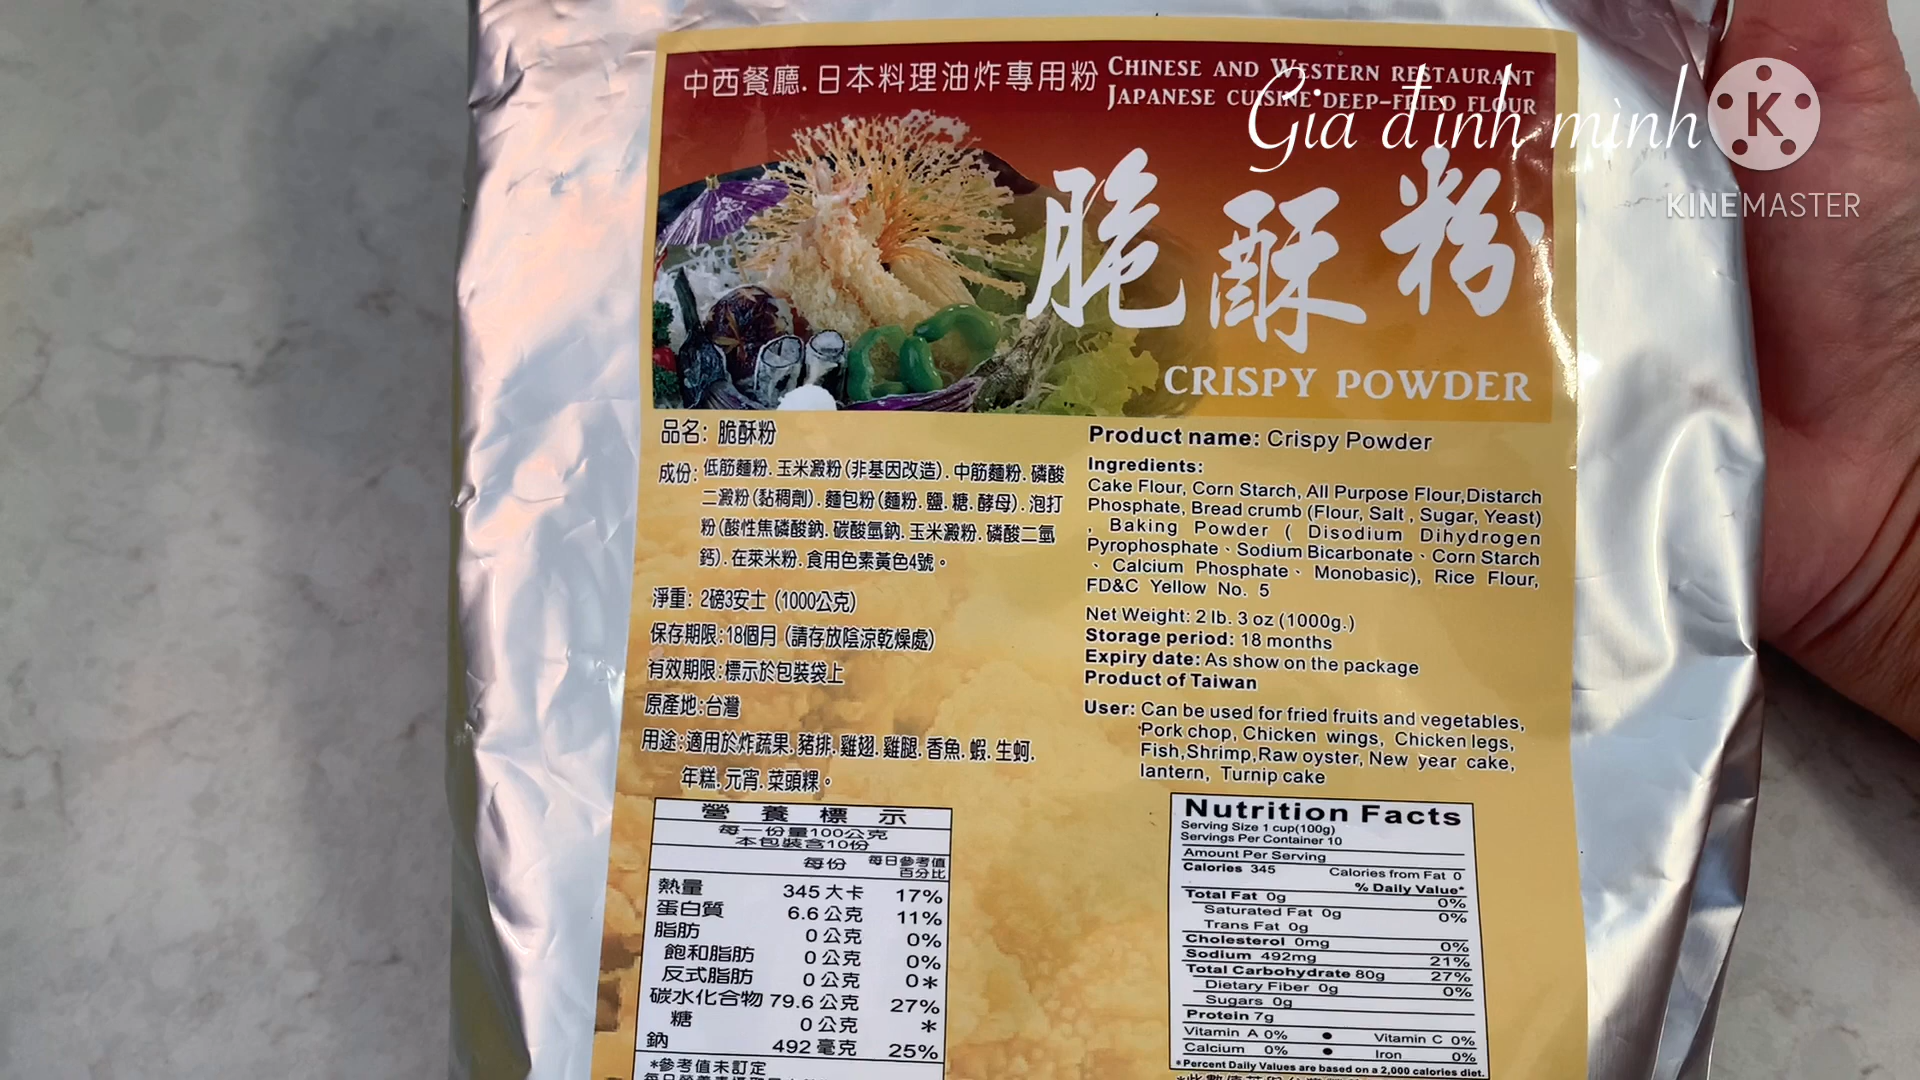 中西餐廳.日本料理油炸專用粉
CHINESE AND WESTERN RESTAURANT
JAPANESE CUISINE DEEP-FRIED FLOUR
Gia đình mình
K
KINEMASTER
脆酥粉
CRISPY POWDER
品名: 脆酥粉
成份: 低筋麵粉.玉米澱粉(非基因改造).中筋麵粉.磷酸
二澱粉(黏稠劑).麵包粉(麵粉.鹽.糖.酵母).泡打
粉(酸性焦磷酸鈉.碳酸氫鈉.玉米澱粉.磷酸二氫
鈣).在萊米粉.食用色素黃色4號。
淨重: 2磅3安士 (1000公克)
保存期限:18個月 (請存放陰涼乾燥處)
有效期限:標示於包裝袋上
原產地:台灣
用途:適用於炸蔬果.豬排.雞翅.雞腿.香魚.蝦.生蚵.
年糕.元宵.菜頭粿。
Product name: Crispy Powder
Ingredients:
Cake Flour, Corn Starch, All Purpose Flour,Distarch
Phosphate, Bread crumb (Flour, Salt , Sugar, Yeast)
, Baking Powder ( Disodium Dihydrogen
Pyrophosphate、Sodium Bicarbonate、Corn Starch
、Calcium Phosphate、Monobasic), Rice Flour,
FD&C Yellow No. 5
Net Weight: 2 lb. 3 oz (1000g.)
Storage period: 18 months
Expiry date: As show on the package
Product of Taiwan
User: Can be used for fried fruits and vegetables,
Pork chop, Chicken wings, Chicken legs,
Fish,Shrimp,Raw oyster, New year cake,
lantern, Turnip cake
營養標示
每一份量100公克
本包裝含10份
每份 每日參考值
百分比
熱量 345大卡 17%
蛋白質 6.6公克 11%
脂肪 0公克 0%
飽和脂肪 0公克 0%
反式脂肪 0公克 0*
碳水化合物 79.6公克 27%
糖 0公克 *
鈉 492毫克 25%
*參考值未訂定
Nutrition Facts
Serving Size 1 cup(100g)
Servings Per Container 10
Amount Per Serving
Calories 345 Calories from Fat 0
% Daily Value*
Total Fat 0g 0%
Saturated Fat 0g 0%
Trans Fat 0g
Cholesterol 0mg 0%
Sodium 492mg 21%
Total Carbohydrate 80g 27%
Dietary Fiber 0g 0%
Sugars 0g
Protein 7g
Vitamin A 0% ● Vitamin C 0%
Calcium 0% ● Iron 0%
*Percent Daily Values are based on a 2,000 calories diet.